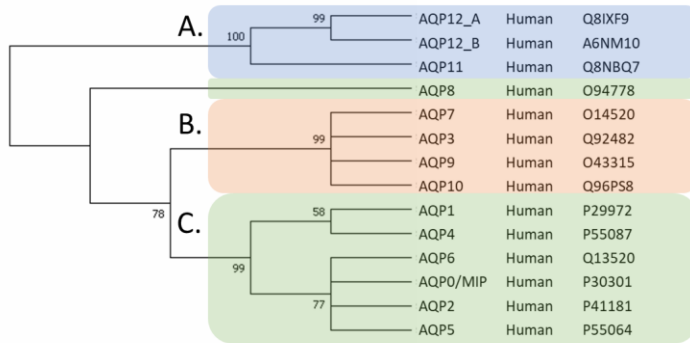 A.
99
AQP12_A Human Q8IXF9
100
AQP12_B Human A6NM10
AQP11 Human Q8NBQ7
AQP8 Human O94778
B.
AQP7 Human O14520
99
AQP3 Human Q92482
AQP9 Human O43315
AQP10 Human Q96PS8
78
C.
58
AQP1 Human P29972
AQP4 Human P55087
99
AQP6 Human Q13520
AQP0/MIP Human P30301
77
AQP2 Human P41181
AQP5 Human P55064